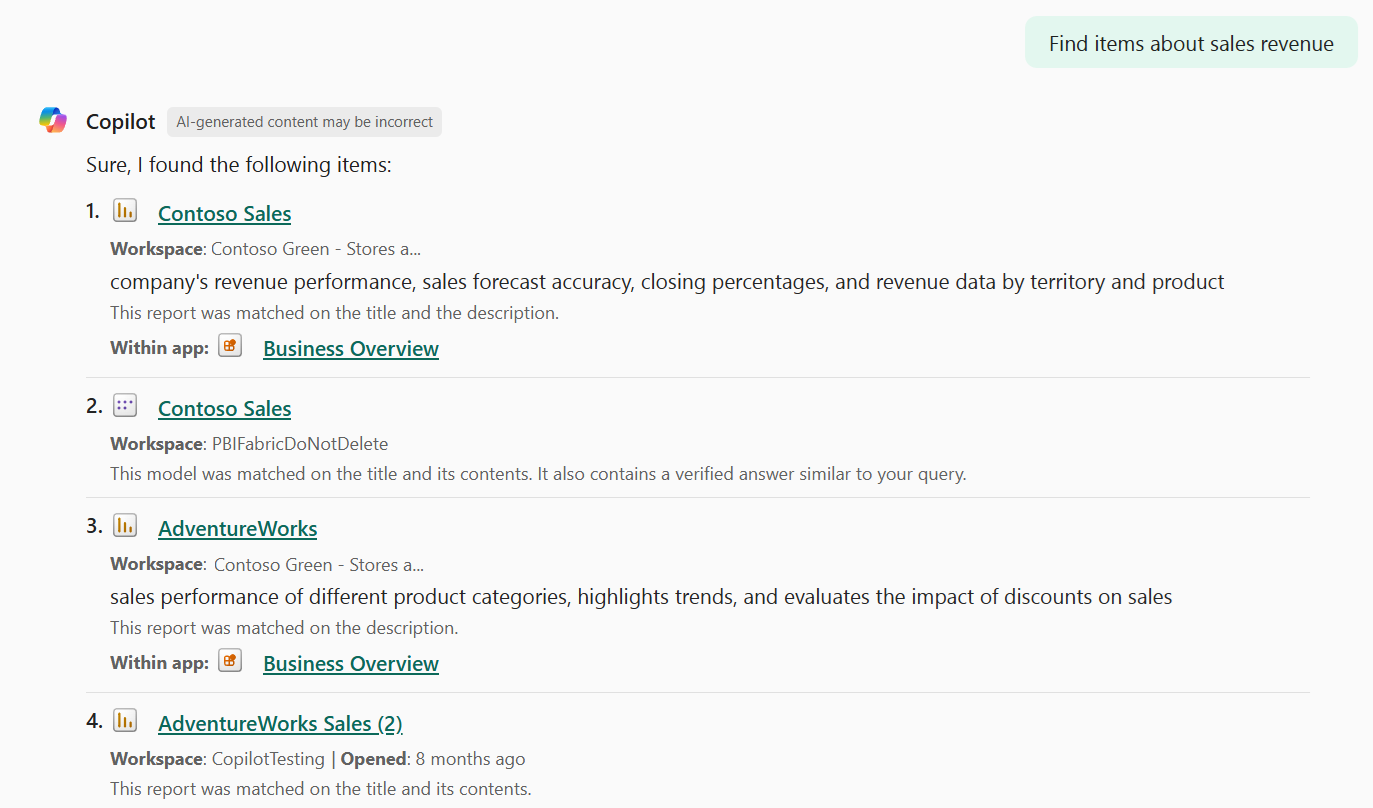 Find items about sales revenue
Copilot AI-generated content may be incorrect
Sure, I found the following items:
1. Contoso Sales
Workspace: Contoso Green - Stores a...
company's revenue performance, sales forecast accuracy, closing percentages, and revenue data by territory and product
This report was matched on the title and the description.
Within app: Business Overview
2. Contoso Sales
Workspace: PBIFabricDoNotDelete
This model was matched on the title and its contents. It also contains a verified answer similar to your query.
3. AdventureWorks
Workspace: Contoso Green - Stores a...
sales performance of different product categories, highlights trends, and evaluates the impact of discounts on sales
This report was matched on the description.
Within app: Business Overview
4. AdventureWorks Sales (2)
Workspace: CopilotTesting | Opened: 8 months ago
This report was matched on the title and its contents.